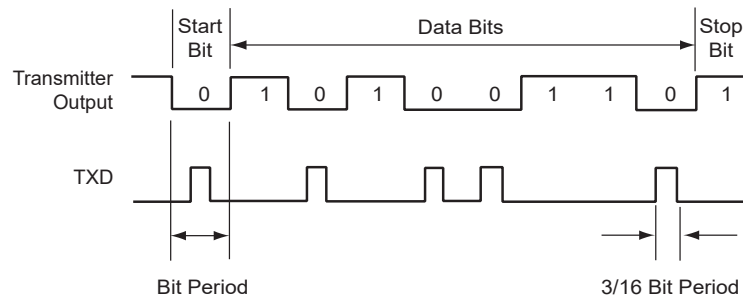 Start Bit
Data Bits
Stop Bit
Transmitter Output
0 1 0 1 0 0 1 1 0 1
TXD
Bit Period
3/16 Bit Period